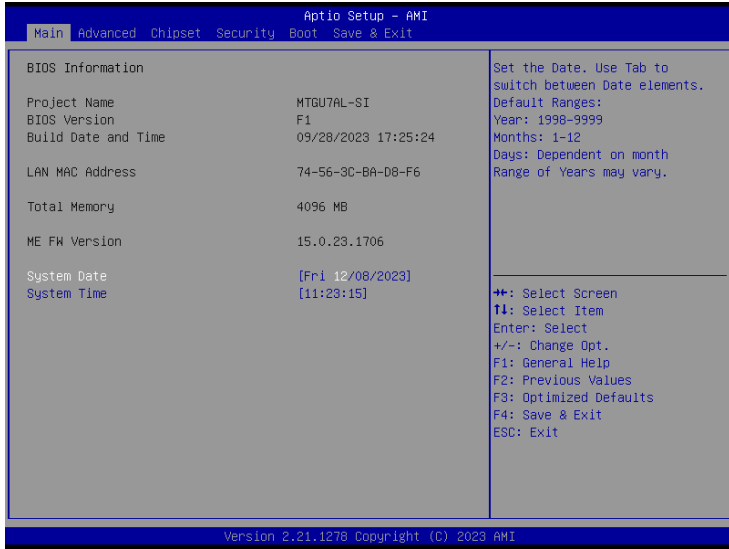 Aptio Setup – AMI
Main Advanced Chipset Security Boot Save & Exit
BIOS Information
Project Name MTGU7AL-SI
BIOS Version F1
Build Date and Time 09/28/2023 17:25:24
LAN MAC Address 74-56-3C-BA-D8-F6
Total Memory 4096 MB
ME FW Version 15.0.23.1706
System Date [Fri 12/08/2023]
System Time [11:23:15]
Set the Date. Use Tab to
switch between Date elements.
Default Ranges:
Year: 1998-9999
Months: 1-12
Days: Dependent on month
Range of Years may vary.
→←: Select Screen
↑↓: Select Item
Enter: Select
+/-: Change Opt.
F1: General Help
F2: Previous Values
F3: Optimized Defaults
F4: Save & Exit
ESC: Exit
Version 2.21.1278 Copyright (C) 2023 AMI